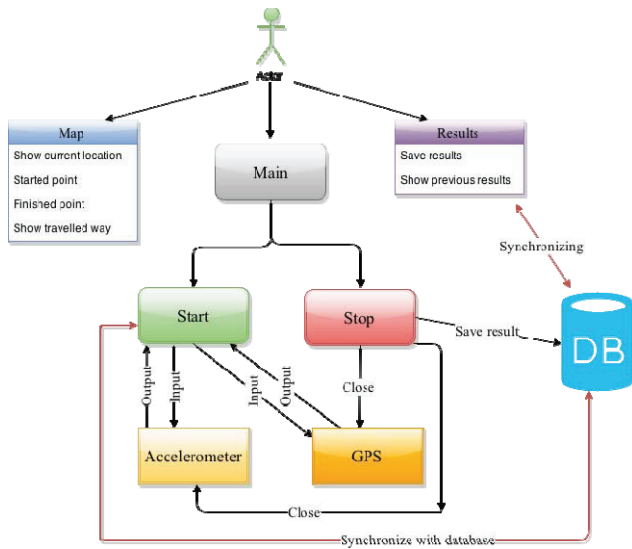 Actor
Map
Show current location
Started point
Finished point
Show travelled way
Main
Results
Save results
Show previous results
Synchronizing
Start
Stop
Save result
DB
Output
Input
Input
Output
Close
Accelerometer
GPS
Close
Synchronize with database